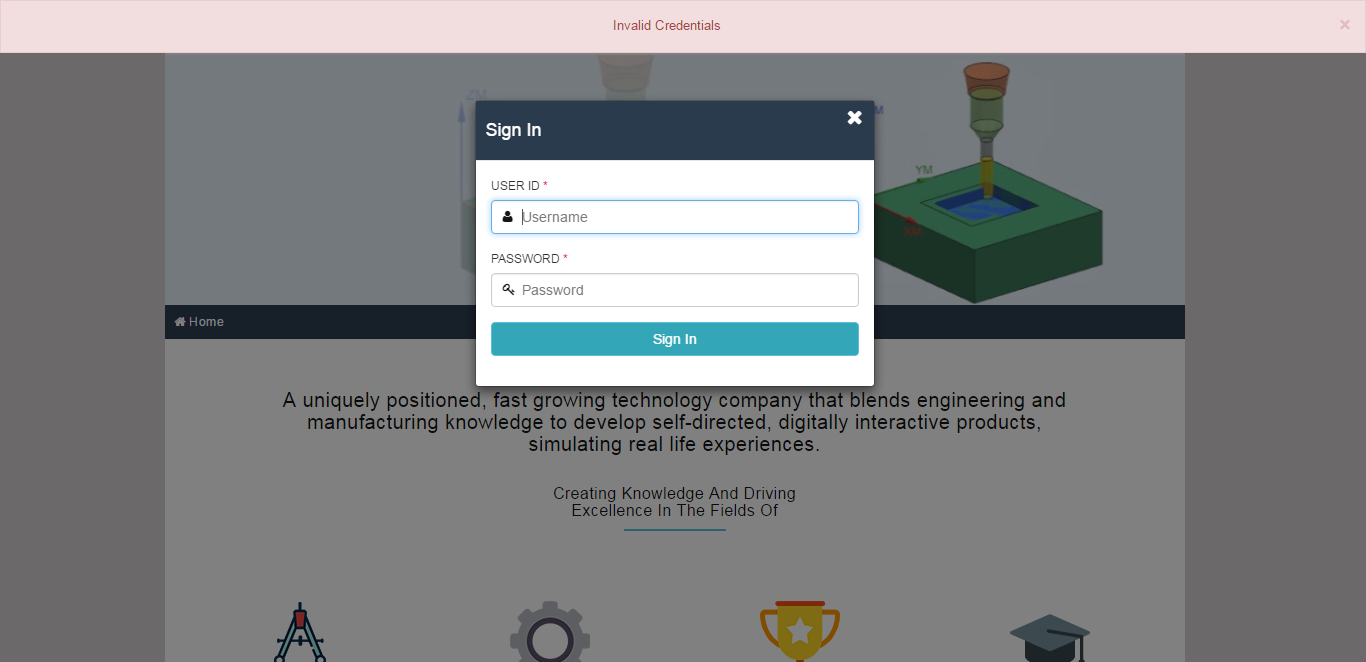 Invalid Credentials
×
ZM
M
Sign In
YM
XM
USER ID *
Username
PASSWORD *
Password
Sign In
Home
A uniquely positioned, fast growing technology company that blends engineering and
manufacturing knowledge to develop self-directed, digitally interactive products,
simulating real life experiences.
Creating Knowledge And Driving
Excellence In The Fields Of